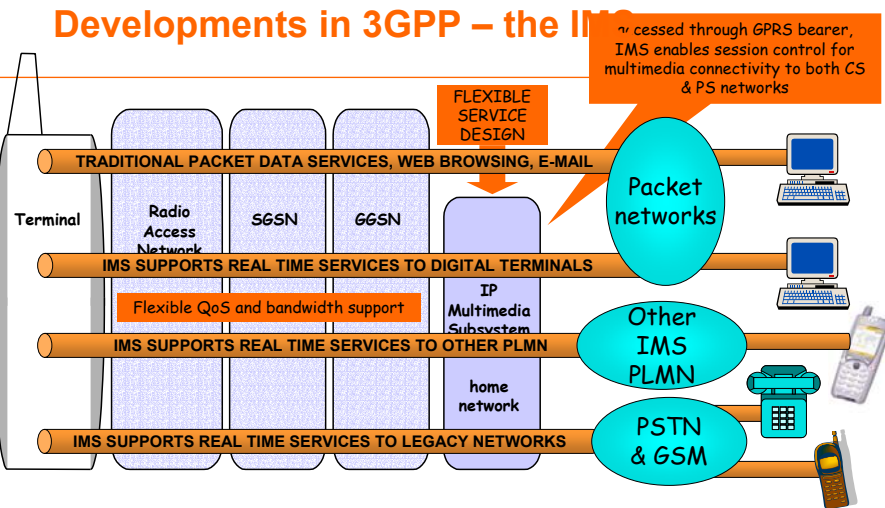 Developments in 3GPP – the IMS
cessed through GPRS bearer,
IMS enables session control for
multimedia connectivity to both CS
& PS networks
FLEXIBLE
SERVICE
DESIGN
TRADITIONAL PACKET DATA SERVICES, WEB BROWSING, E-MAIL
Packet
networks
Terminal
Radio
Access
Network
SGSN
GGSN
IMS SUPPORTS REAL TIME SERVICES TO DIGITAL TERMINALS
IP
Multimedia
Subsystem
Flexible QoS and bandwidth support
Other
IMS
PLMN
IMS SUPPORTS REAL TIME SERVICES TO OTHER PLMN
home
network
PSTN
& GSM
IMS SUPPORTS REAL TIME SERVICES TO LEGACY NETWORKS